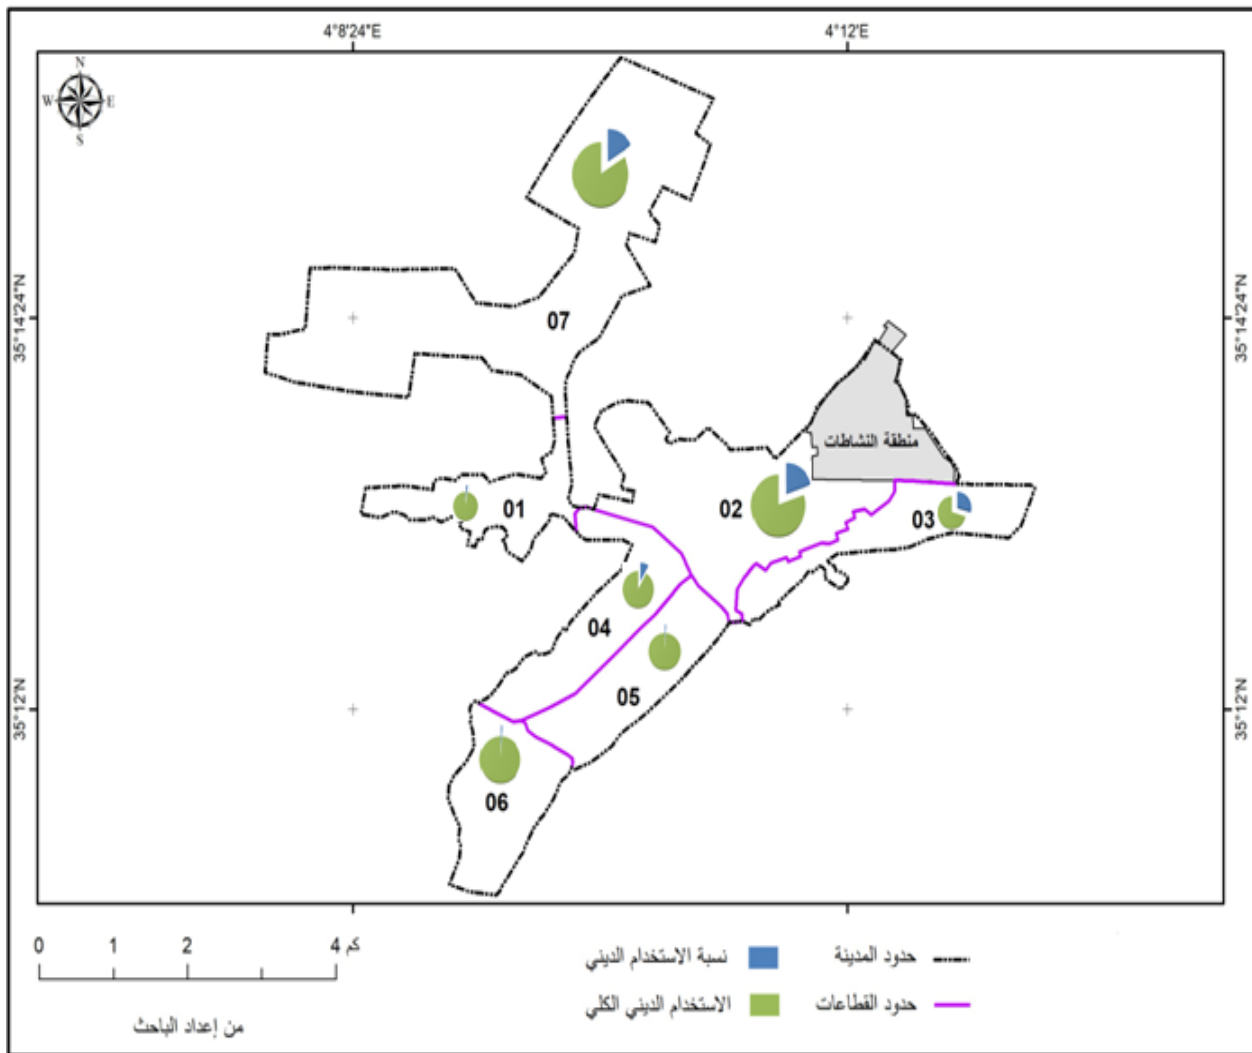 4°8'24"E
4°12'E
N
W
E
S
35°14'24"N
35°14'24"N
07
منطقة النشاطات
01
02
03
04
05
06
35°12'N
35°12'N
0 1 2 4 كم
حدود المدينة
نسبة الاستخدام الديني
حدود القطاعات
الاستخدام الديني الكلي
من إعداد الباحث